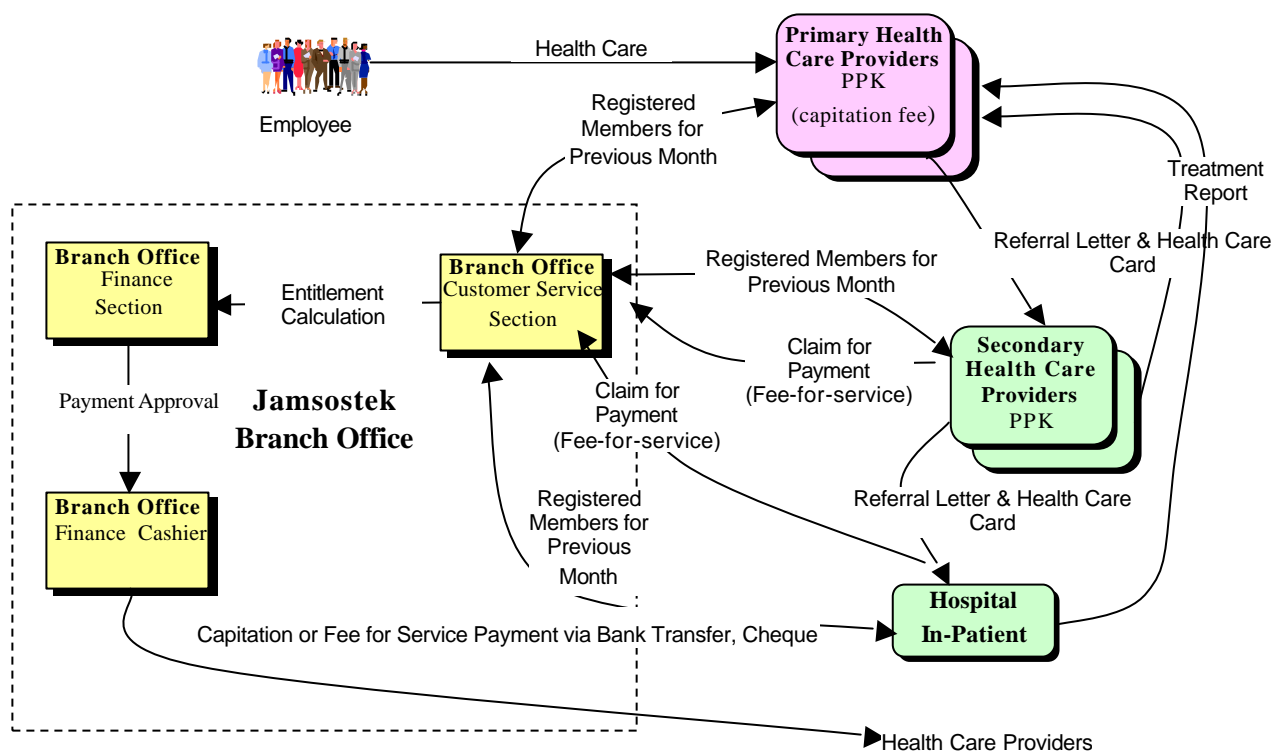 Health Care
Employee
Primary Health
Care Providers
PPK
(capitation fee)
Registered
Members for
Previous Month
Treatment
Report
Referral Letter & Health Care
Card
Branch Office
Finance
Section
Entitlement
Calculation
Branch Office
Customer Service
Section
Registered Members for
Previous Month
Claim for
Payment
(Fee-for-service)
Secondary
Health Care
Providers
PPK
Payment Approval
Jamsostek
Branch Office
Claim for
Payment
(Fee-for-service)
Branch Office
Finance Cashier
Registered
Members for
Previous
Month
Referral Letter & Health Care
Card
Hospital
In-Patient
Capitation or Fee for Service Payment via Bank Transfer, Cheque
Health Care Providers